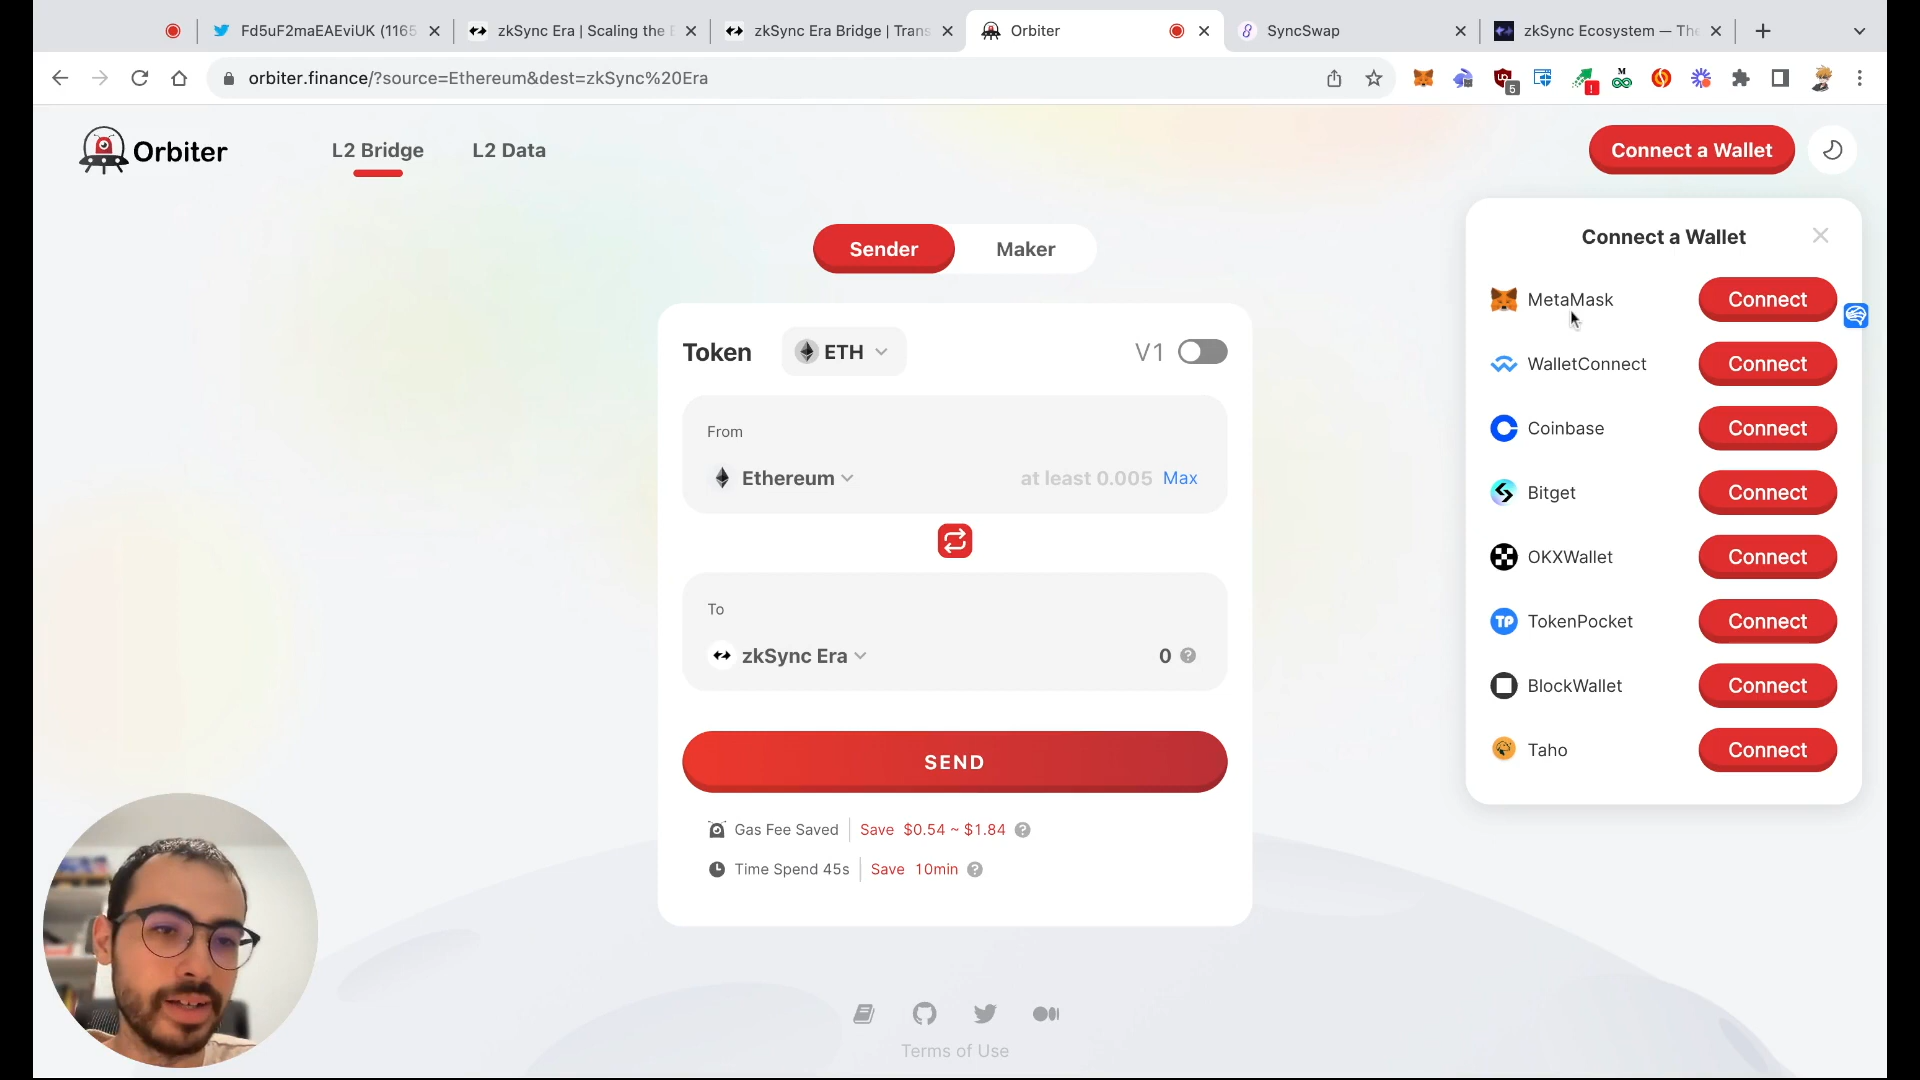 Fd5uF2maEAEviUK (1165
zkSync Era | Scaling the E
zkSync Era Bridge | Trans
Orbiter
SyncSwap
zkSync Ecosystem — The
orbiter.finance/?source=Ethereum&dest=zkSync%20Era
5
!
M
Orbiter
L2 Bridge
L2 Data
Connect a Wallet
Sender
Maker
Connect a Wallet
MetaMask
Connect
WalletConnect
Connect
Coinbase
Connect
Bitget
Connect
OKXWallet
Connect
TP
TokenPocket
Connect
BlockWallet
Connect
Taho
Connect
Token
ETH
V1
From
Ethereum
at least 0.005 Max
To
zkSync Era
0
SEND
Gas Fee Saved
Save $0.54 ~ $1.84
Time Spend 45s
Save 10min
Terms of Use